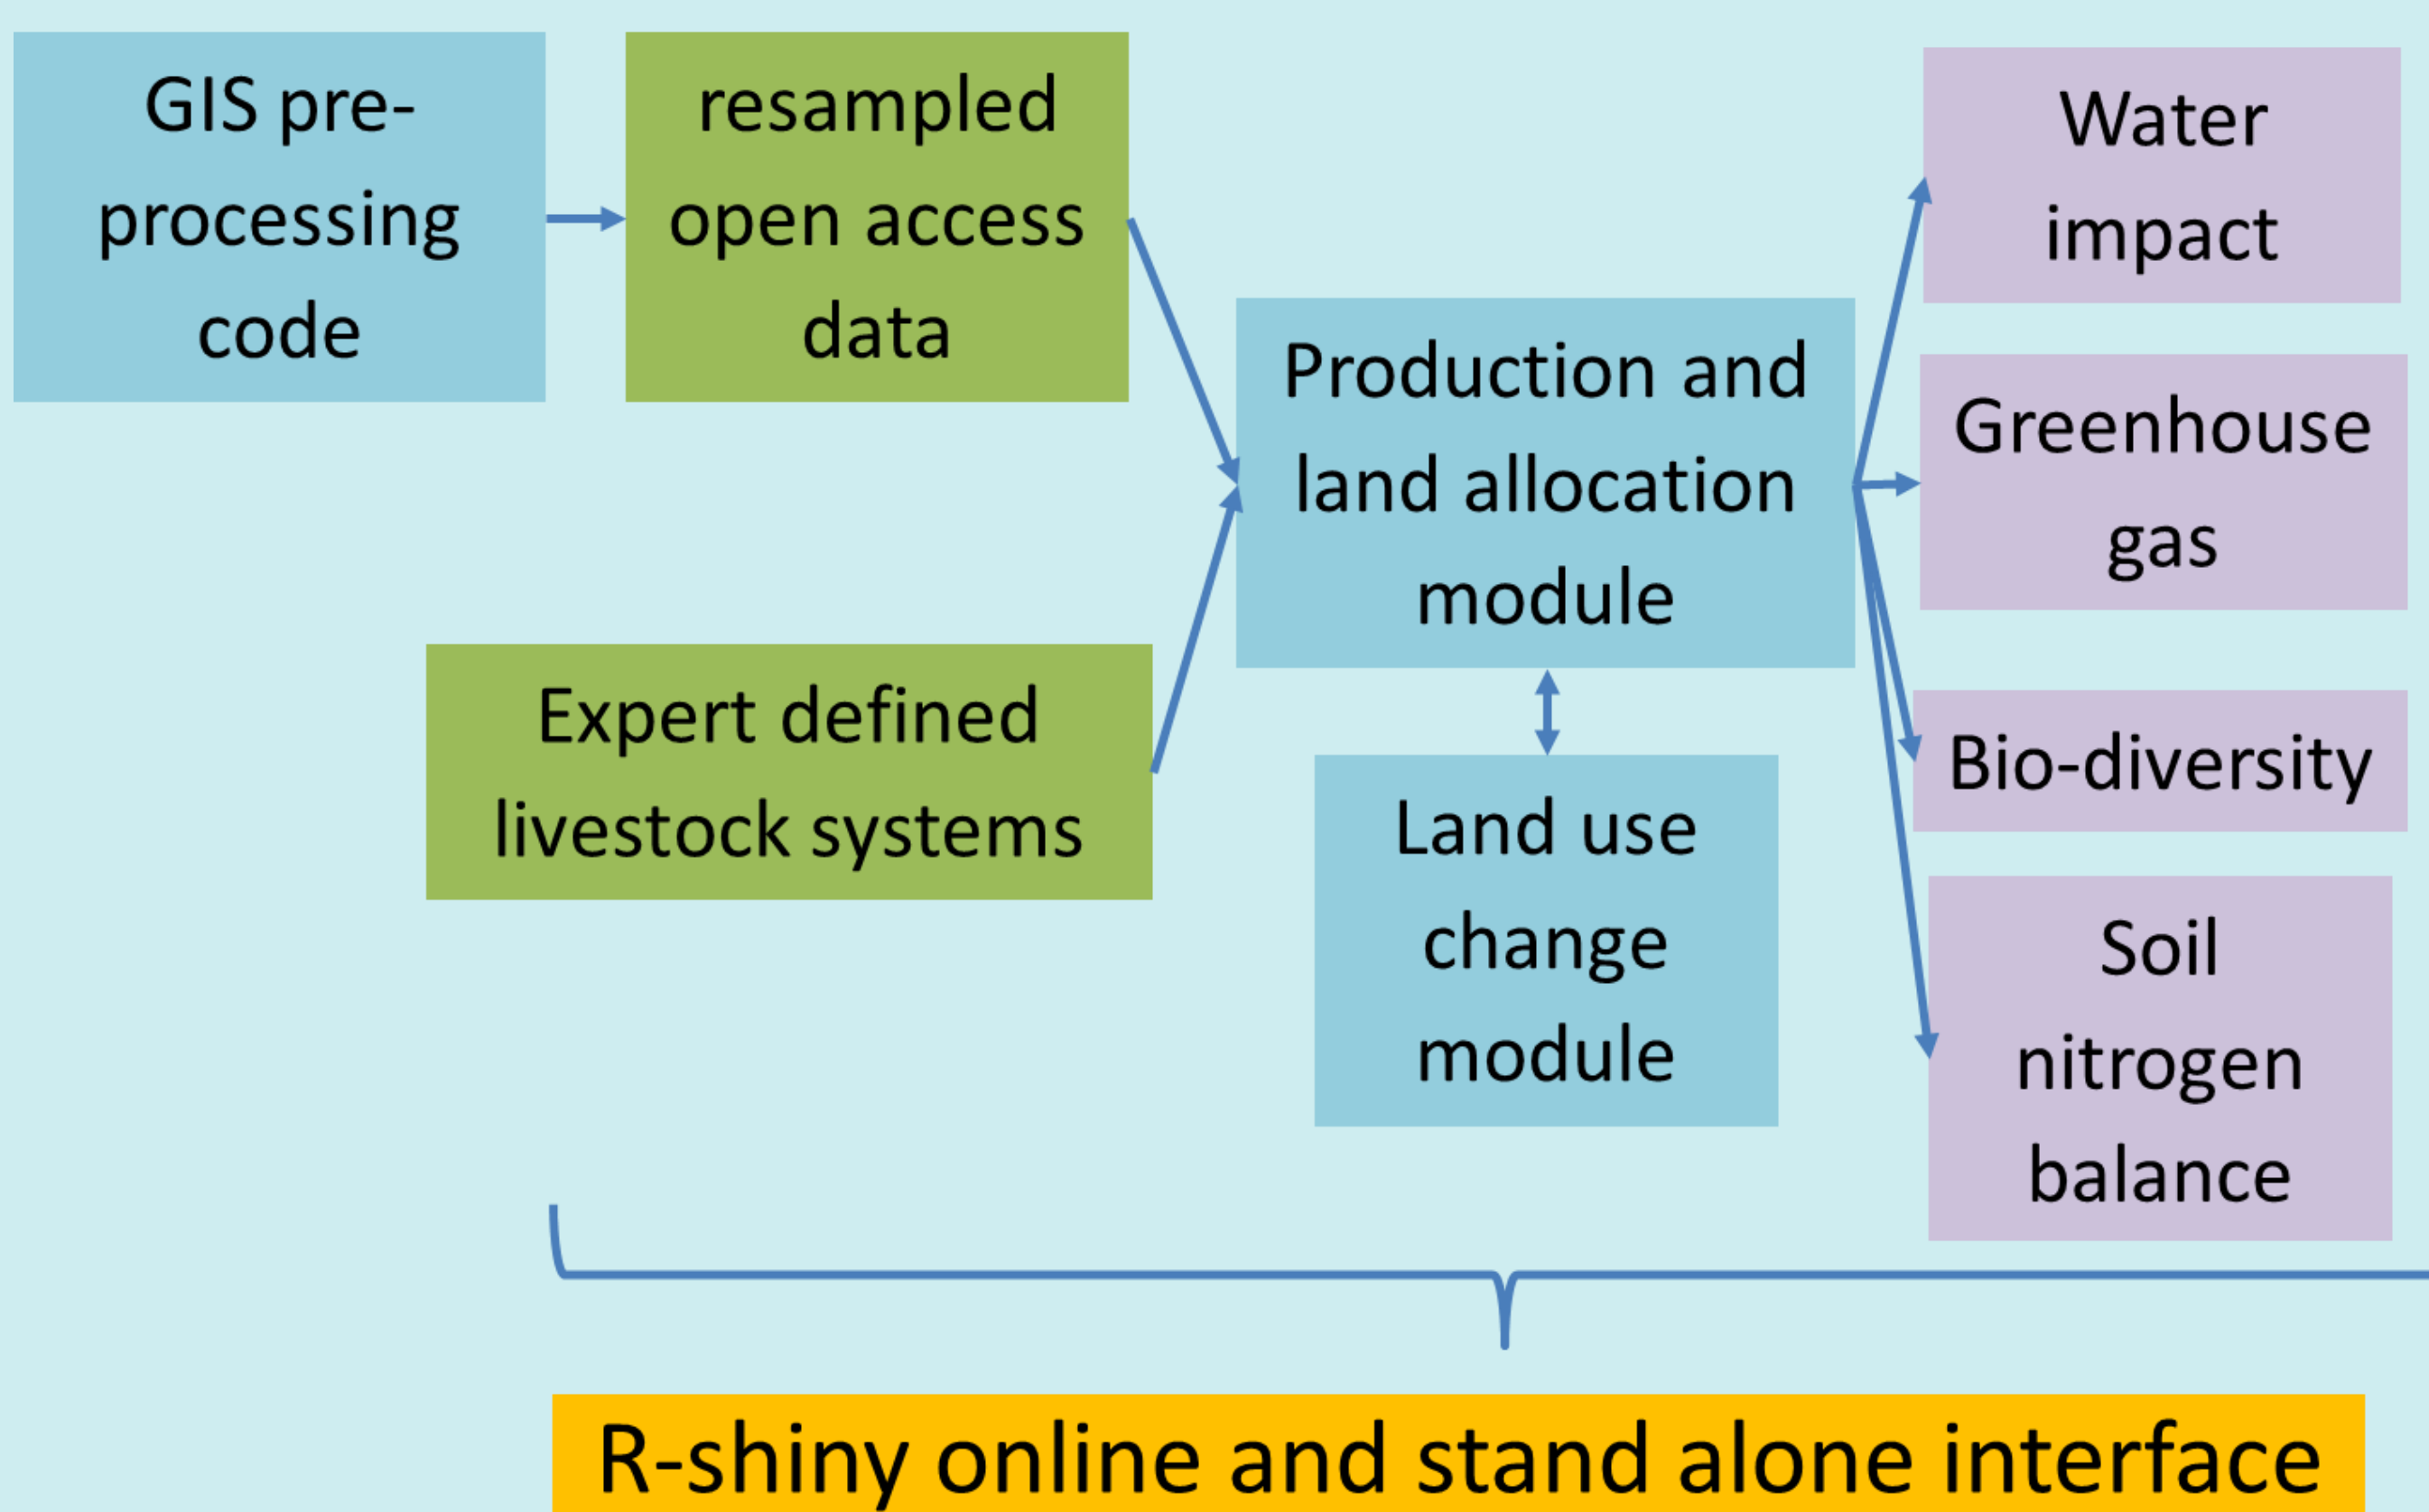 GIS pre-
processing
code
resampled
open access
data
Expert defined
livestock systems
Production and
land allocation
module
Land use
change
module
Water
impact
Greenhouse
gas
Bio-diversity
Soil
nitrogen
balance
R-shiny online and stand alone interface